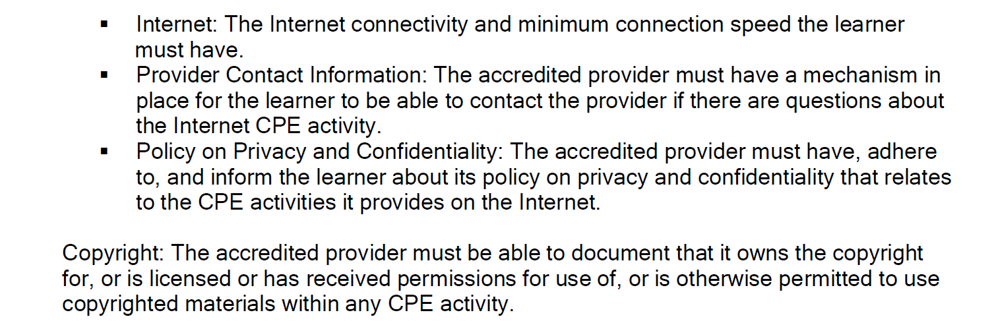 ▪ Internet: The Internet connectivity and minimum connection speed the learner
must have.
▪ Provider Contact Information: The accredited provider must have a mechanism in
place for the learner to be able to contact the provider if there are questions about
the Internet CPE activity.
▪ Policy on Privacy and Confidentiality: The accredited provider must have, adhere
to, and inform the learner about its policy on privacy and confidentiality that relates
to the CPE activities it provides on the Internet.
Copyright: The accredited provider must be able to document that it owns the copyright
for, or is licensed or has received permissions for use of, or is otherwise permitted to use
copyrighted materials within any CPE activity.